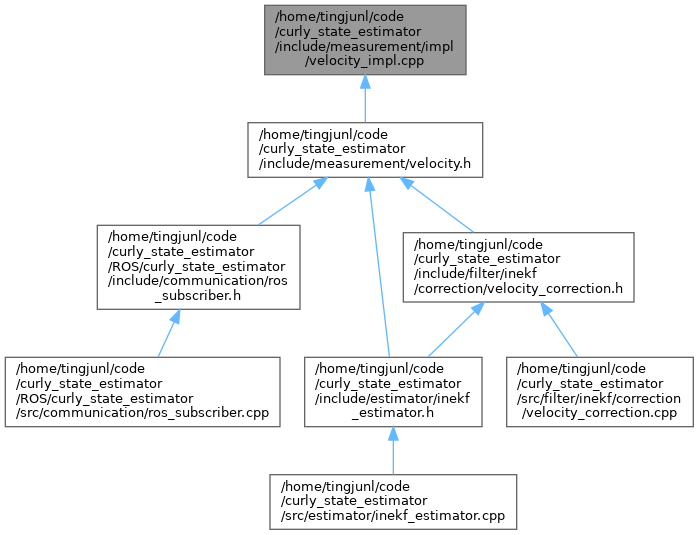 /home/tingjunl/code
/curly_state_estimator
/include/measurement/impl
/velocity_impl.cpp
/home/tingjunl/code
/curly_state_estimator
/include/measurement/velocity.h
/home/tingjunl/code
/curly_state_estimator
/ROS/curly_state_estimator
/include/communication/ros
_subscriber.h
/home/tingjunl/code
/curly_state_estimator
/include/filter/inekf
/correction/velocity_correction.h
/home/tingjunl/code
/curly_state_estimator
/ROS/curly_state_estimator
/src/communication/ros_subscriber.cpp
/home/tingjunl/code
/curly_state_estimator
/include/estimator/inekf
_estimator.h
/home/tingjunl/code
/curly_state_estimator
/src/filter/inekf/correction
/velocity_correction.cpp
/home/tingjunl/code
/curly_state_estimator
/src/estimator/inekf_estimator.cpp